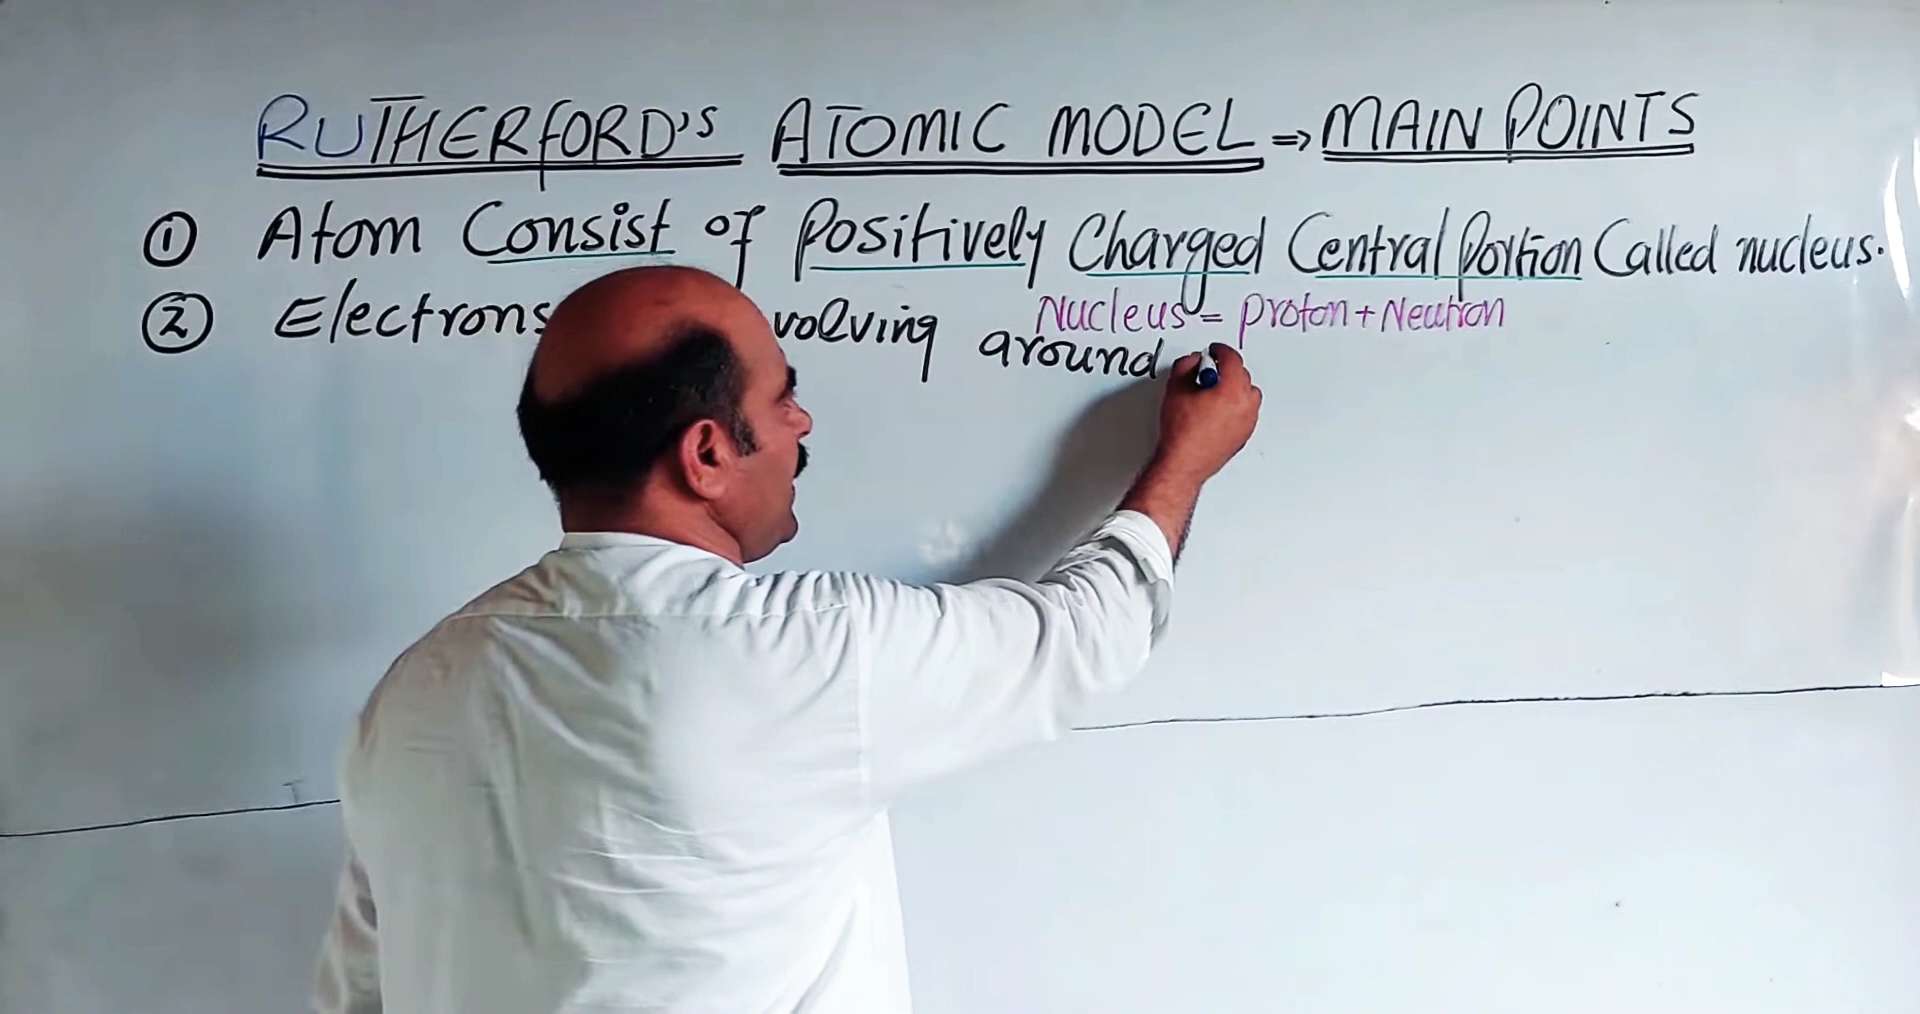 RUTHERFORD'S ATOMIC MODEL ⇒ MAIN POINTS
① Atom Consist of Positively Charged Central Portion Called nucleus.
Nucleus = Proton + Neutron
② Electrons volving around